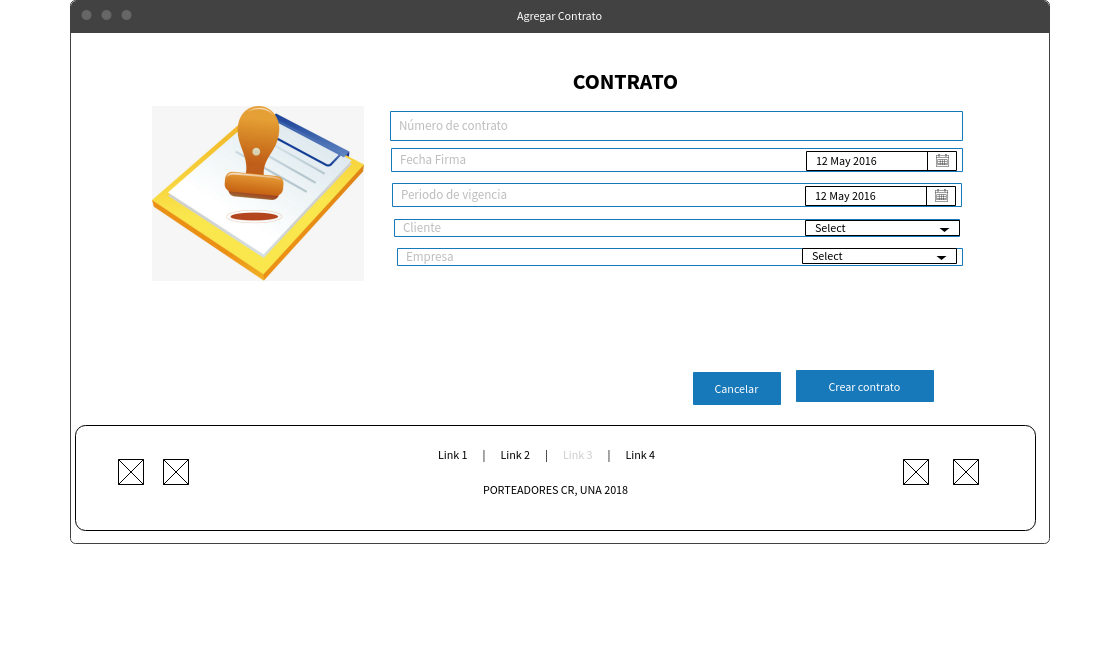 Agregar Contrato
CONTRATO
Número de contrato
Fecha Firma 12 May 2016
Periodo de vigencia 12 May 2016
Cliente Select
Empresa Select
Cancelar Crear contrato
Link 1 | Link 2 | Link 3 | Link 4
PORTEADORES CR, UNA 2018